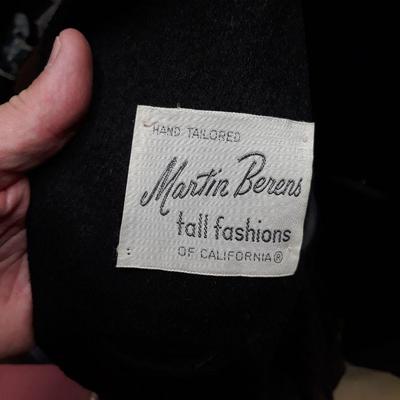 HAND TAILORED
Martin Berens
tall fashions
OF CALIFORNIA®